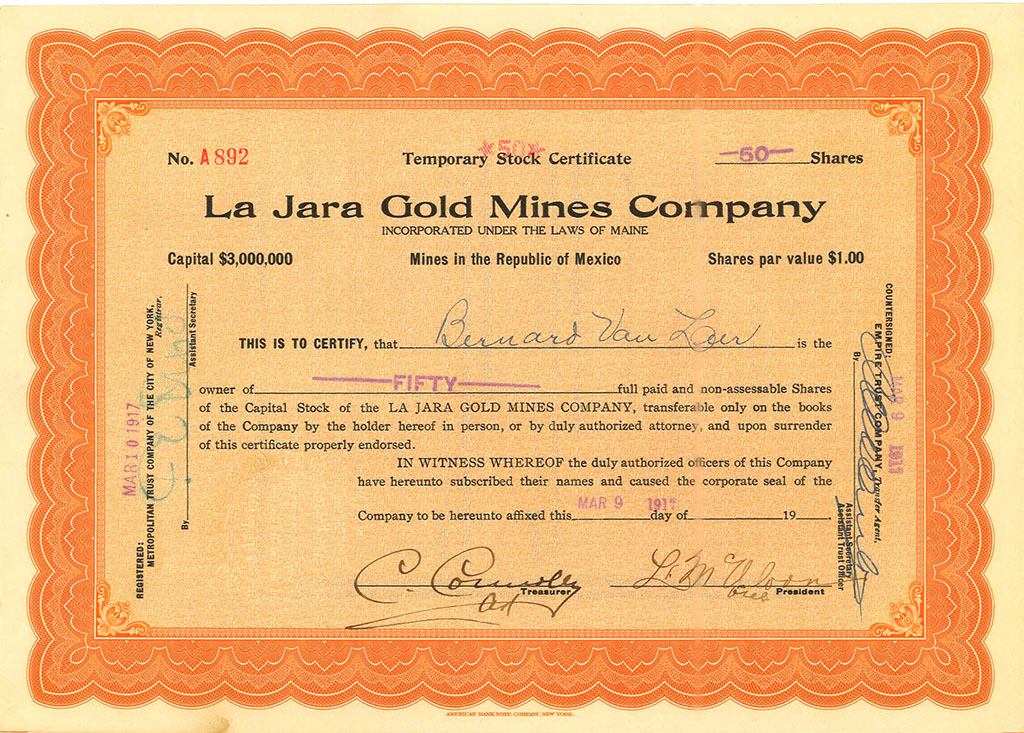 No. A892 Temporary Stock Certificate —50— Shares
*50*
La Jara Gold Mines Company
INCORPORATED UNDER THE LAWS OF MAINE
Capital $3,000,000 Mines in the Republic of Mexico Shares par value $1.00
THIS IS TO CERTIFY, that Bernard Van Loer is the
owner of —FIFTY— full paid and non-assessable Shares
of the Capital Stock of the LA JARA GOLD MINES COMPANY, transferable only on the books
of the Company by the holder hereof in person, or by duly authorized attorney, and upon surrender
of this certificate properly endorsed.
IN WITNESS WHEREOF the duly authorized officers of this Company
have hereunto subscribed their names and caused the corporate seal of the
Company to be hereunto affixed this MAR 9 1917 day of 19
C. Connolly
Treasurer
President
REGISTERED: MAR 10 1917
METROPOLITAN TRUST COMPANY OF THE CITY OF NEW YORK,
Registrar.
By
Assistant Secretary
COUNTERSIGNED: MAR 9 1917
EMPIRE TRUST COMPANY, Transfer Agent.
By
Assistant Secretary
Assistant Trust Officer
AMERICAN BANK NOTE COMPANY, NEW YORK.